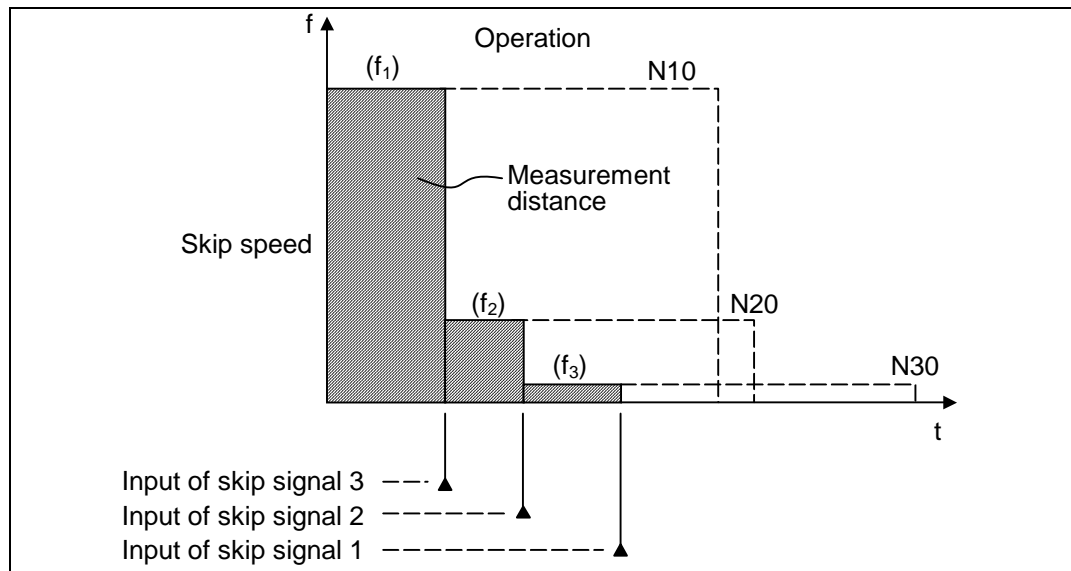 f
Operation
(f₁)
N10
Measurement
distance
Skip speed
(f₂)
N20
(f₃)
N30
t
Input of skip signal 3
Input of skip signal 2
Input of skip signal 1